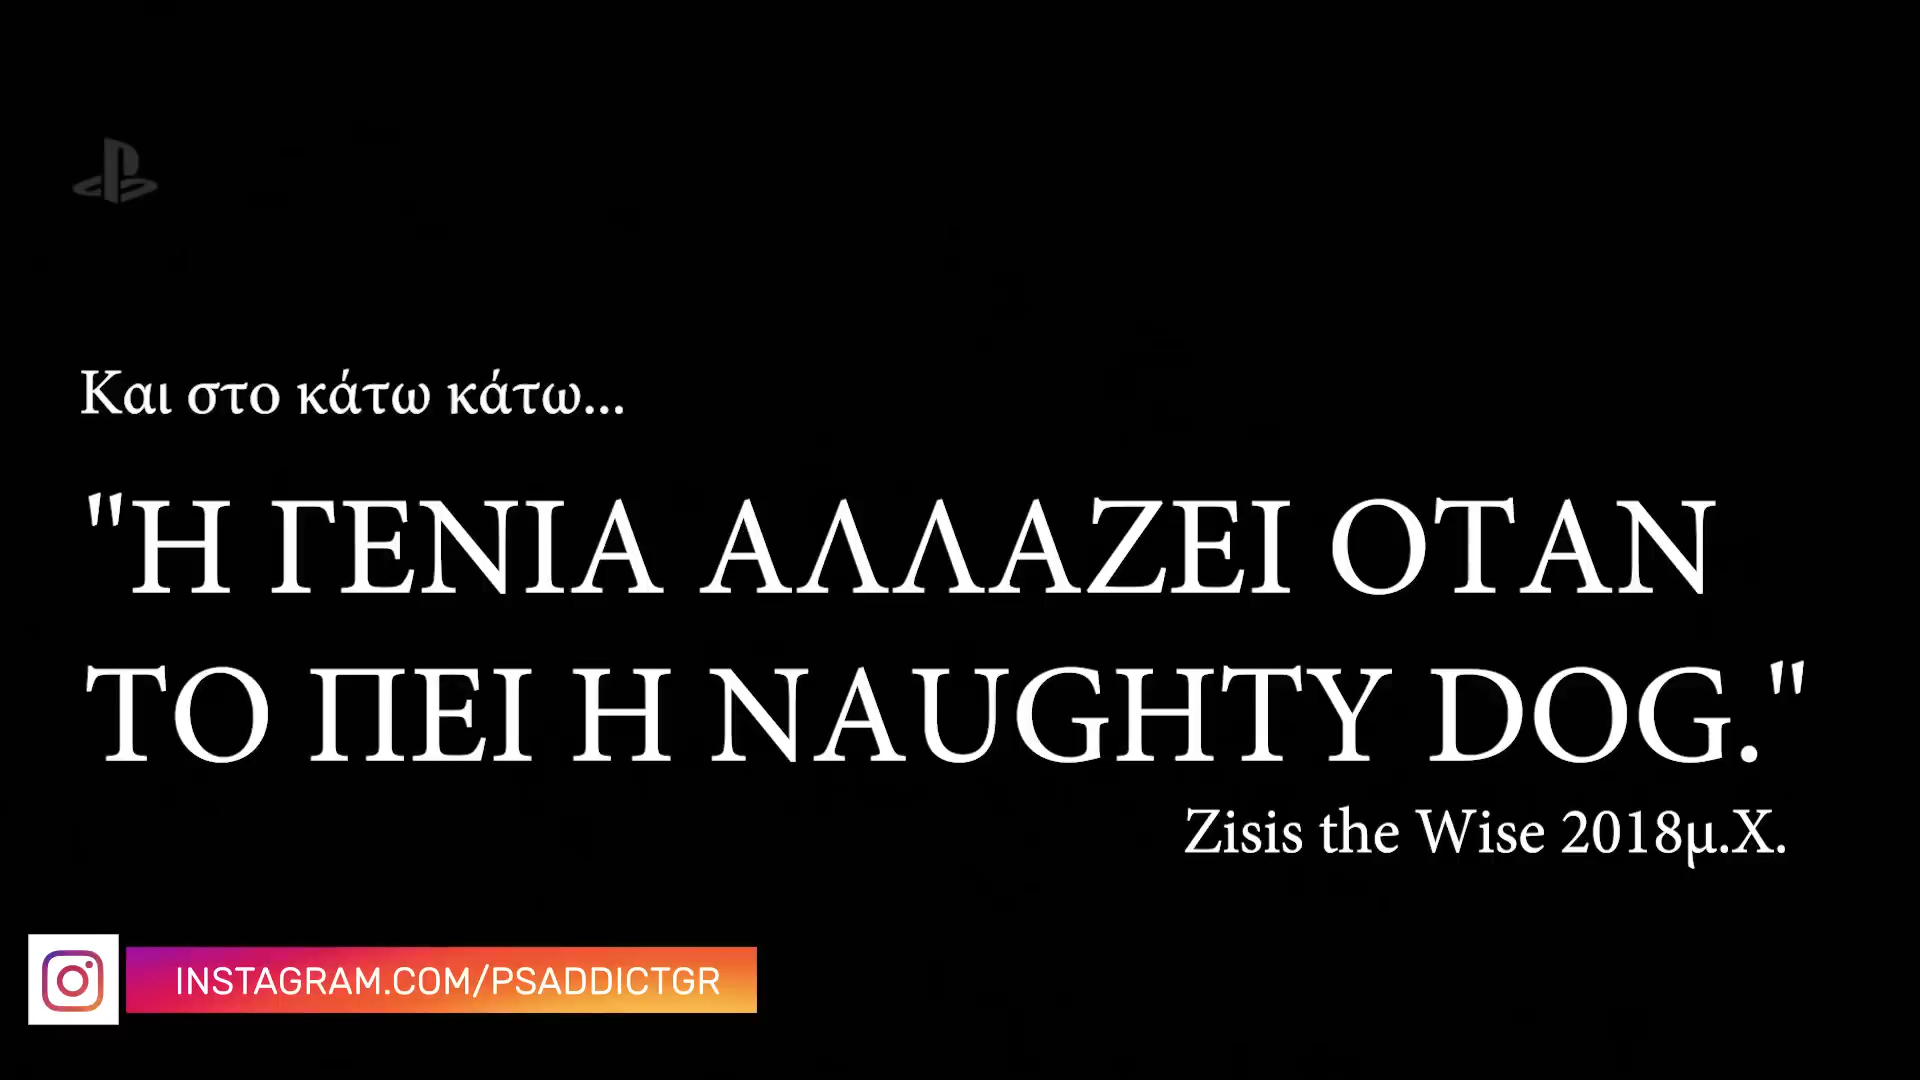 Και στο κάτω κάτω...
"Η ΓΕΝΙΑ ΑΛΛΑΖΕΙ ΟΤΑΝ
ΤΟ ΠΕΙ Η NAUGHTY DOG."
Zisis the Wise 2018μ.Χ.
INSTAGRAM.COM/PSADDICTGR